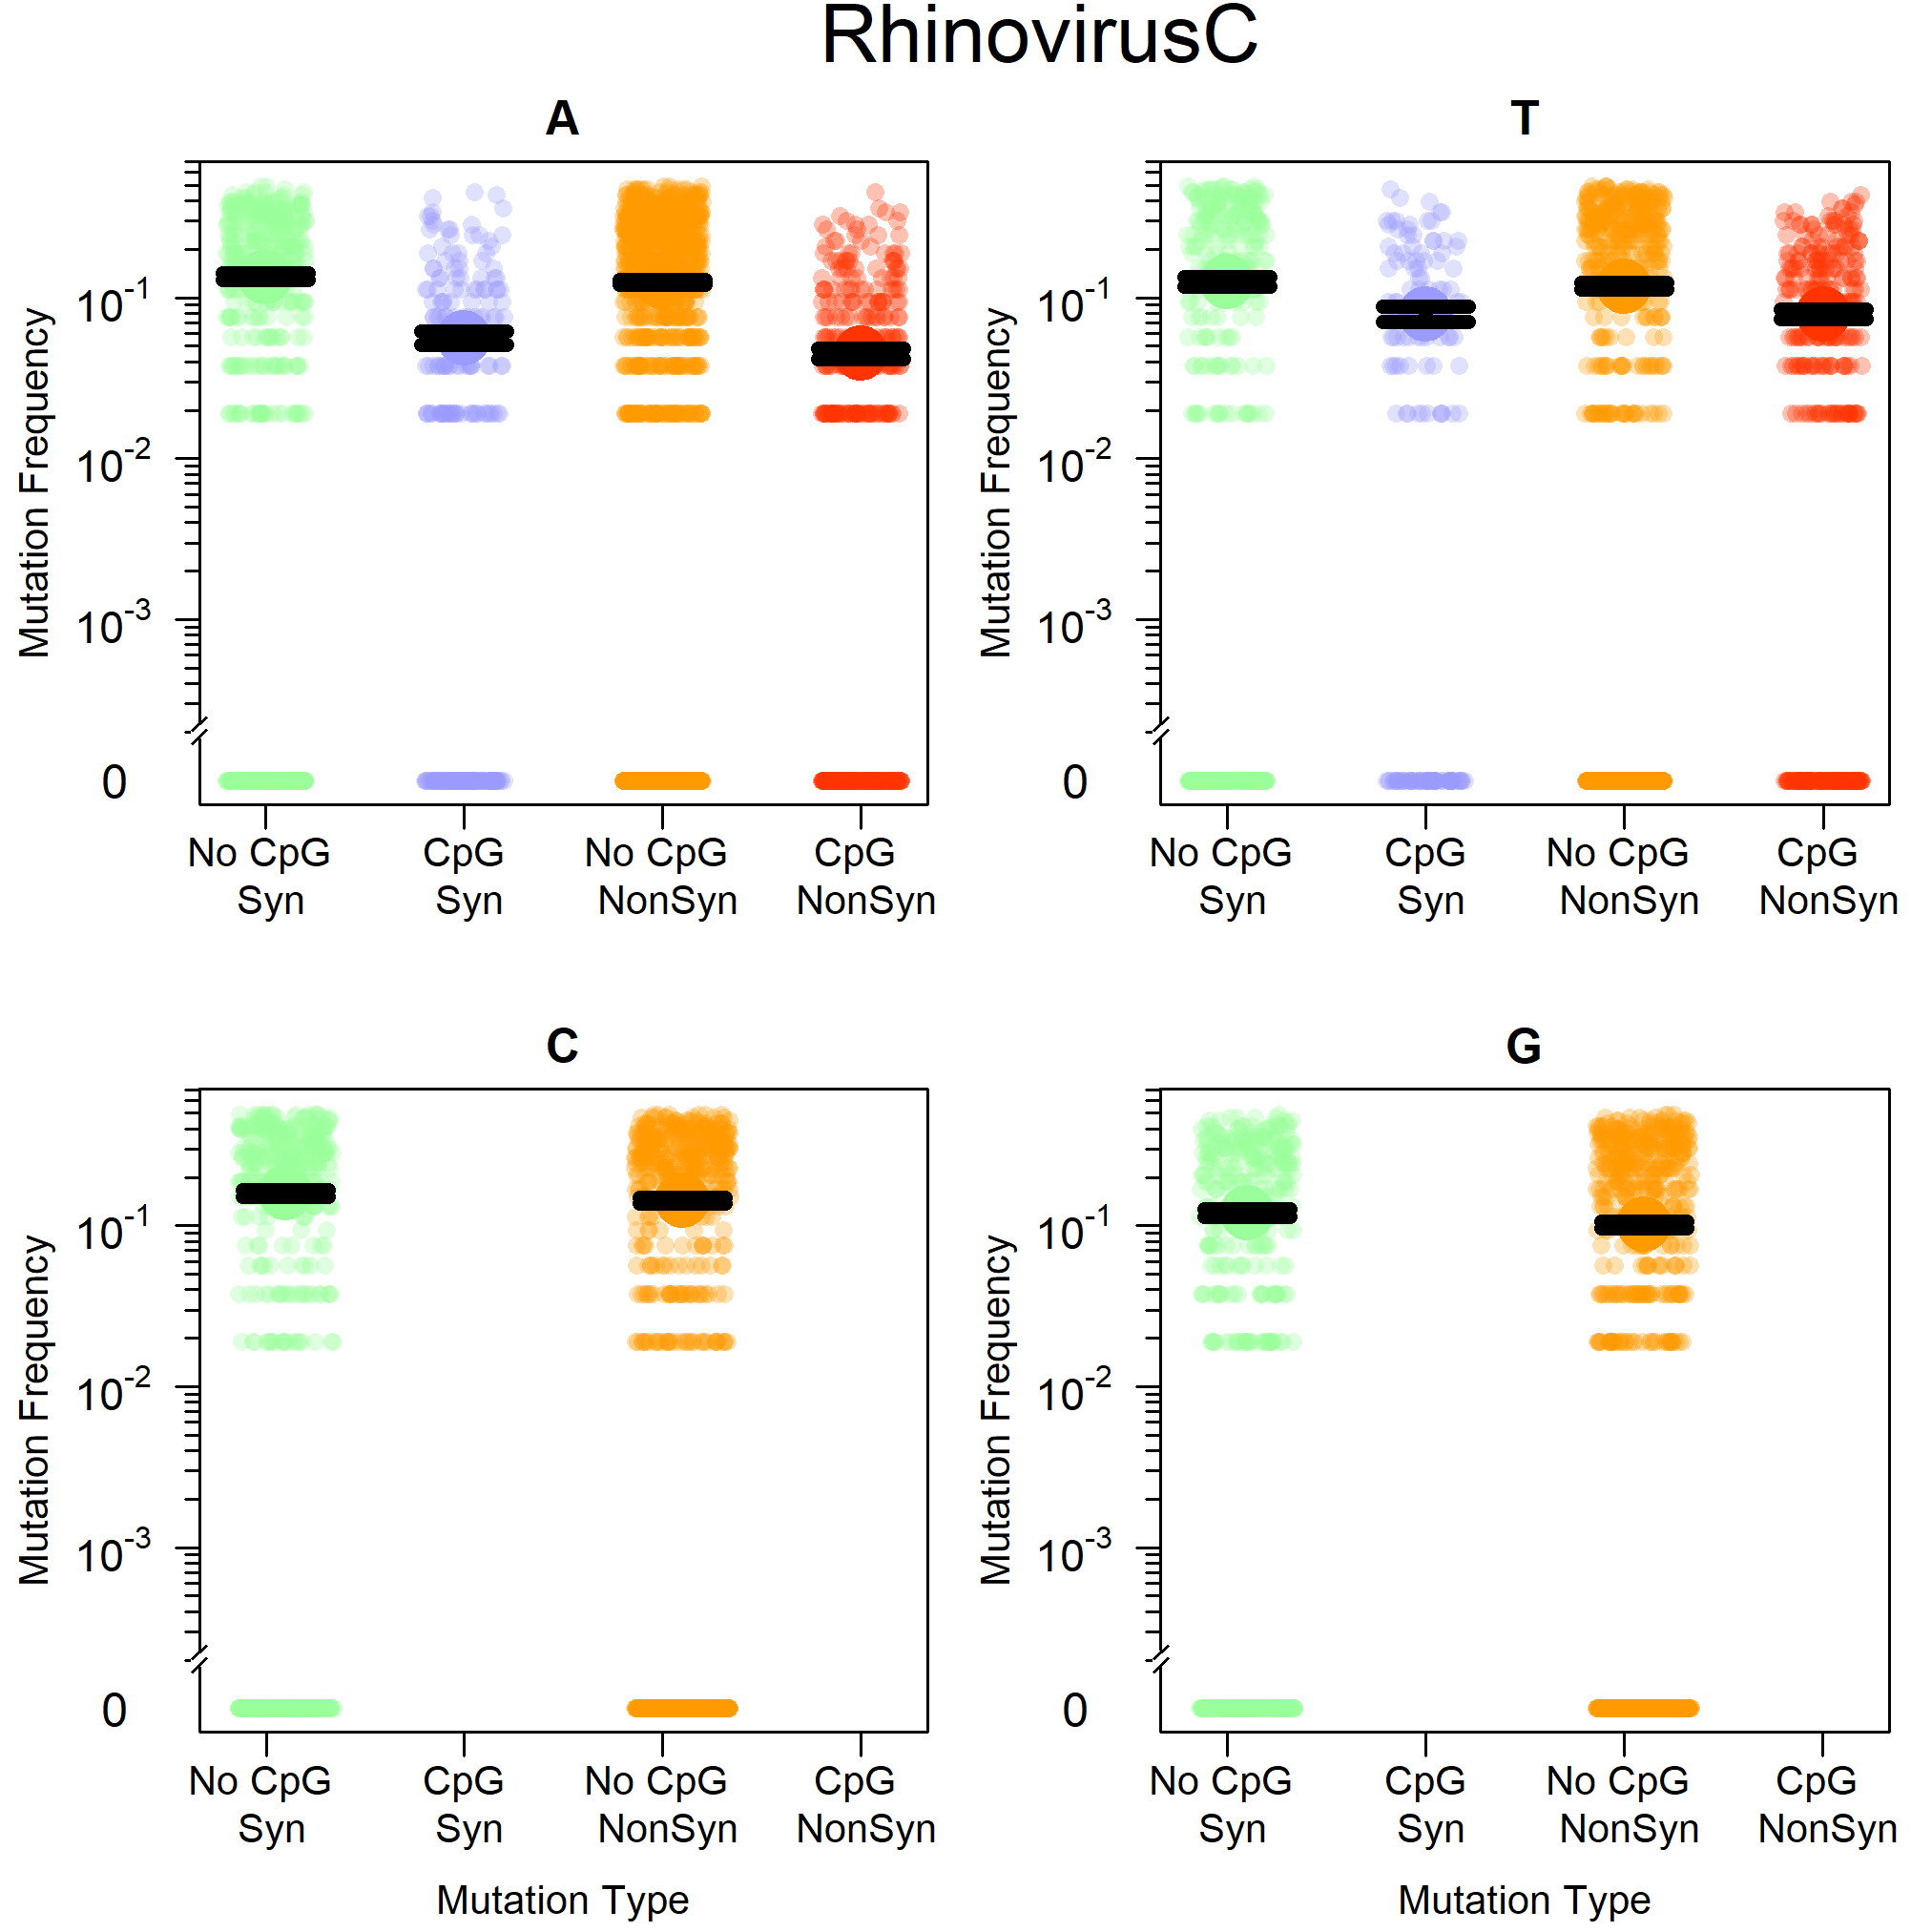 RhinovirusC
A
Mutation Frequency
10-1
10-2
10-3
0
No CpG CpG No CpG CpG
Syn Syn NonSyn NonSyn
T
Mutation Frequency
10-1
10-2
10-3
0
No CpG CpG No CpG CpG
Syn Syn NonSyn NonSyn
C
Mutation Frequency
10-1
10-2
10-3
0
No CpG CpG No CpG CpG
Syn Syn NonSyn NonSyn
Mutation Type
G
Mutation Frequency
10-1
10-2
10-3
0
No CpG CpG No CpG CpG
Syn Syn NonSyn NonSyn
Mutation Type